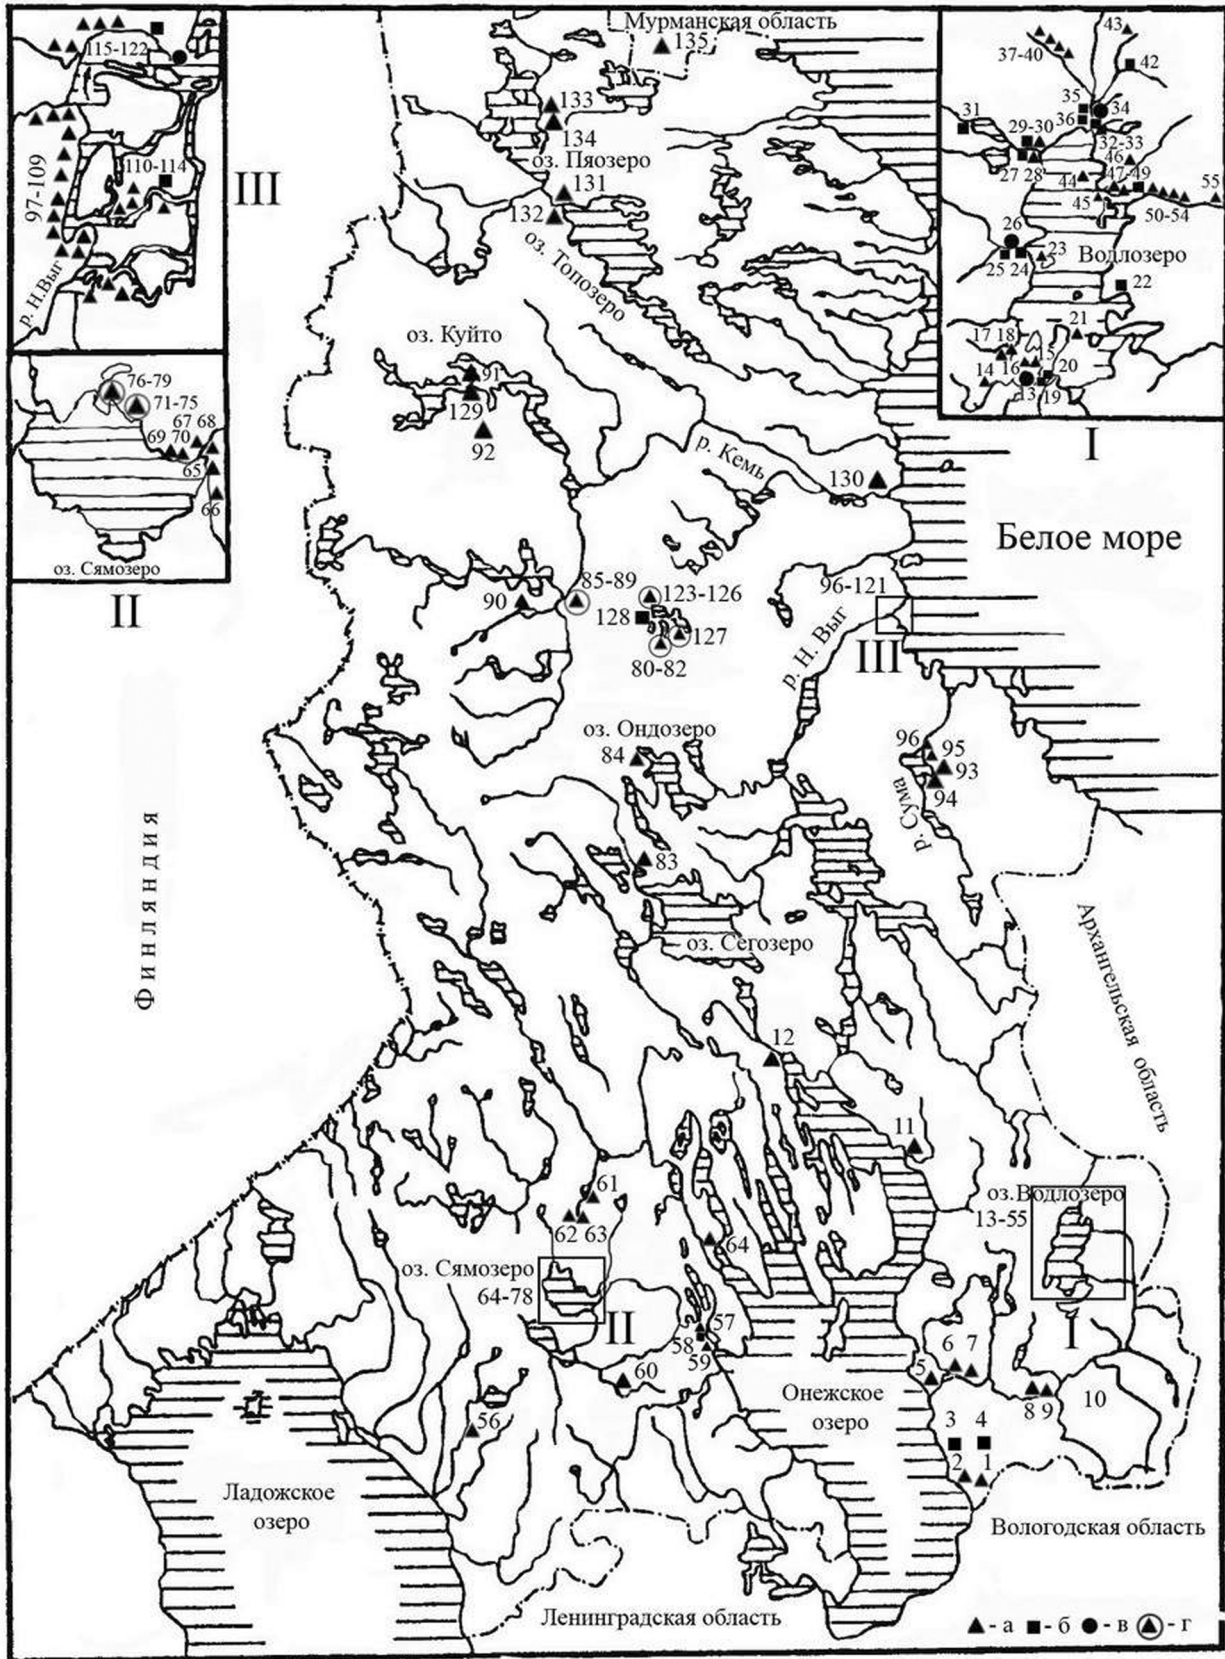 Мурманская область
135
133
134
оз. Пяозеро
131
132
оз. Топозеро
115-122
97-109
110-114
р. Н.Выг
III
76-79
71-75
67 68
69 70
65
66
оз. Сямозеро
II
43
37-40
42
35
34
31
36
29-30
32-33
46
27 28
44
47-49
55
45
50-54
26
Водлозеро
23
25 24
22
21
17 18
15
20
14
16
13
19
I
оз. Куйто
91
129
92
р. Кемь
130
Белое море
85-89
123-126
96-121
90
128
127
80-82
р. Н. Выг
III
оз. Ондозеро
84
96
95
93
94
р. Сума
83
Финляндия
оз. Сегозеро
Архангельская область
12
11
61
62 63
оз. Водлозеро
13-55
64
оз. Сямозеро
64-78
II
57
58
59
I
6 7
5
60
Онежское
озеро
8 9
10
56
3 4
2 1
Ладожское
озеро
Вологодская область
Ленинградская область
- а - б - в - г